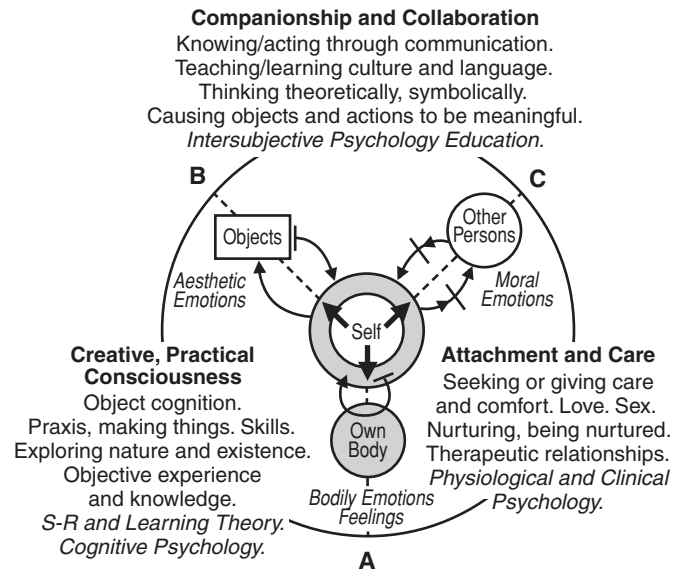 Companionship and Collaboration
Knowing/acting through communication.
Teaching/learning culture and language.
Thinking theoretically, symbolically.
Causing objects and actions to be meaningful.
Intersubjective Psychology Education.
B
C
Objects
Other
Persons
Aesthetic
Emotions
Moral
Emotions
Self
Creative, Practical
Consciousness
Object cognition.
Praxis, making things. Skills.
Exploring nature and existence.
Objective experience
and knowledge.
S-R and Learning Theory.
Cognitive Psychology.
Attachment and Care
Seeking or giving care
and comfort. Love. Sex.
Nurturing, being nurtured.
Therapeutic relationships.
Physiological and Clinical
Psychology.
Own
Body
Bodily Emotions
Feelings
A